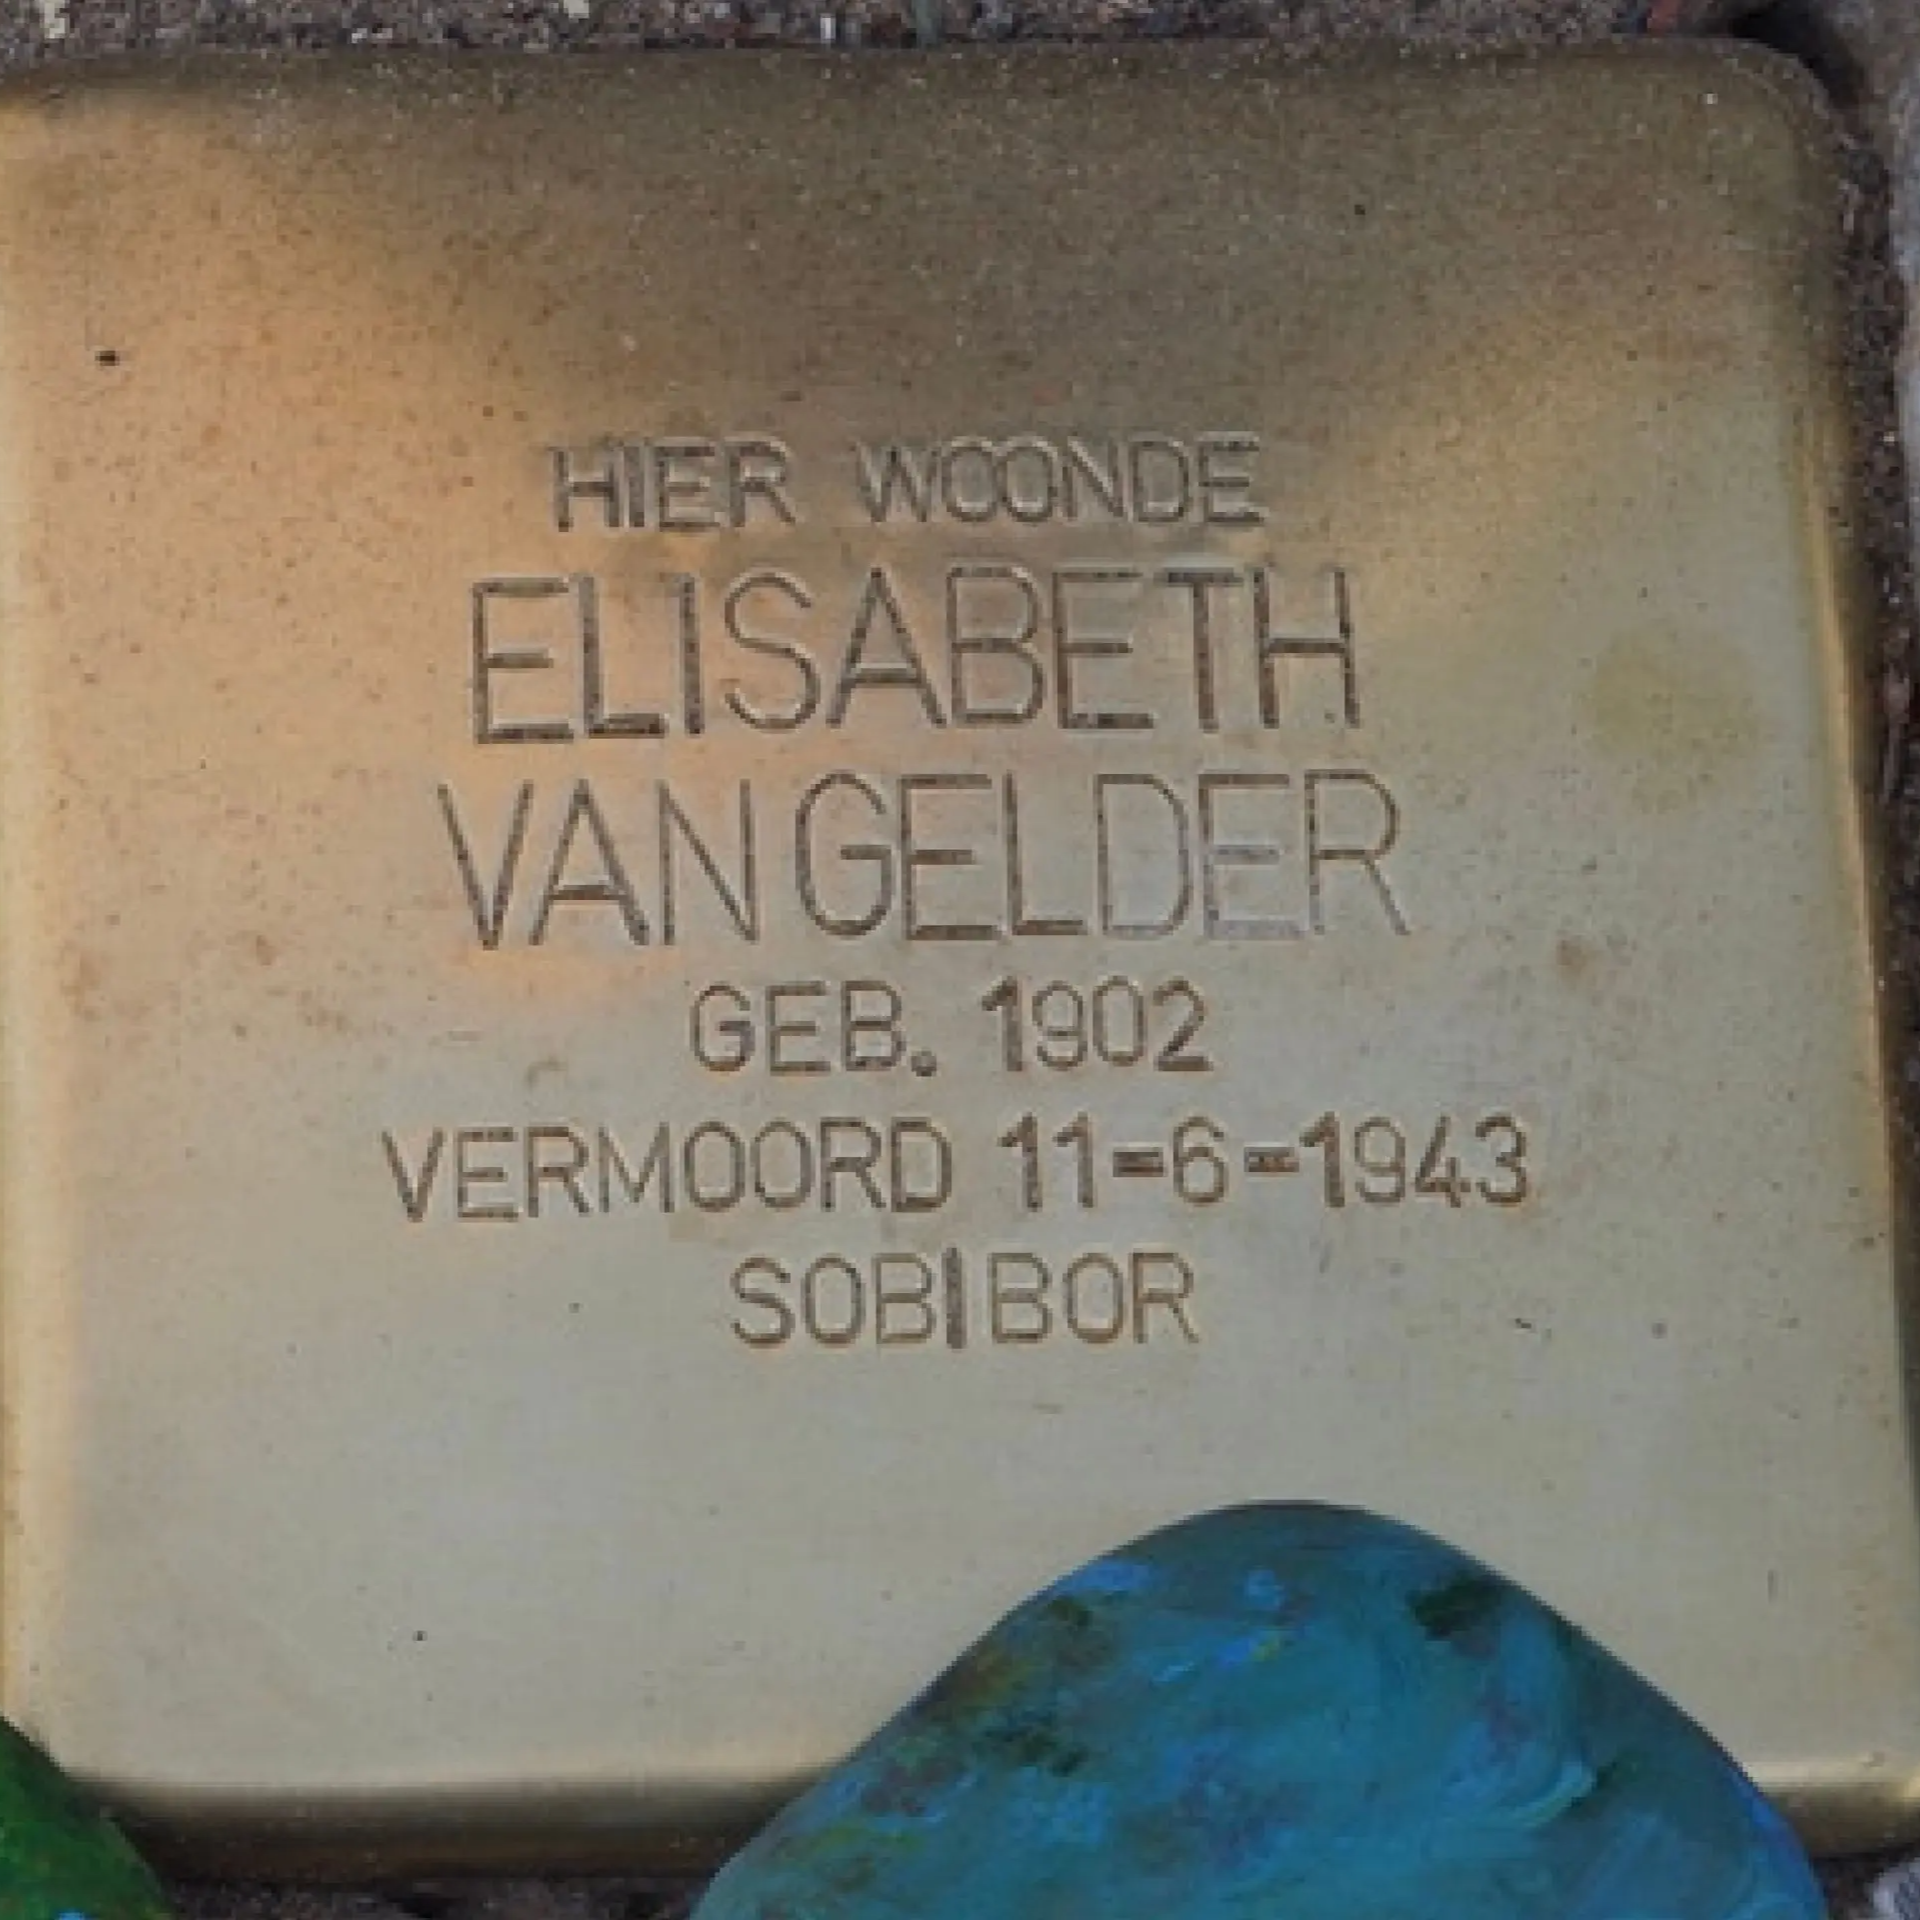 HIER WOONDE
ELISABETH
VAN GELDER
GEB. 1902
VERMOORD 11-6-1943
SOBIBOR